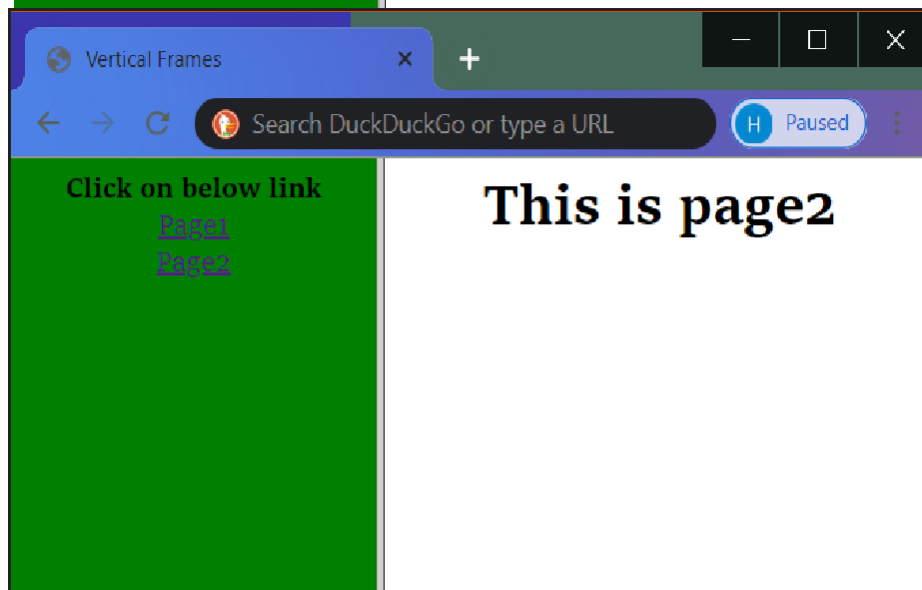 Vertical Frames
Search DuckDuckGo or type a URL
H Paused
Click on below link
Page1
Page2
This is page2